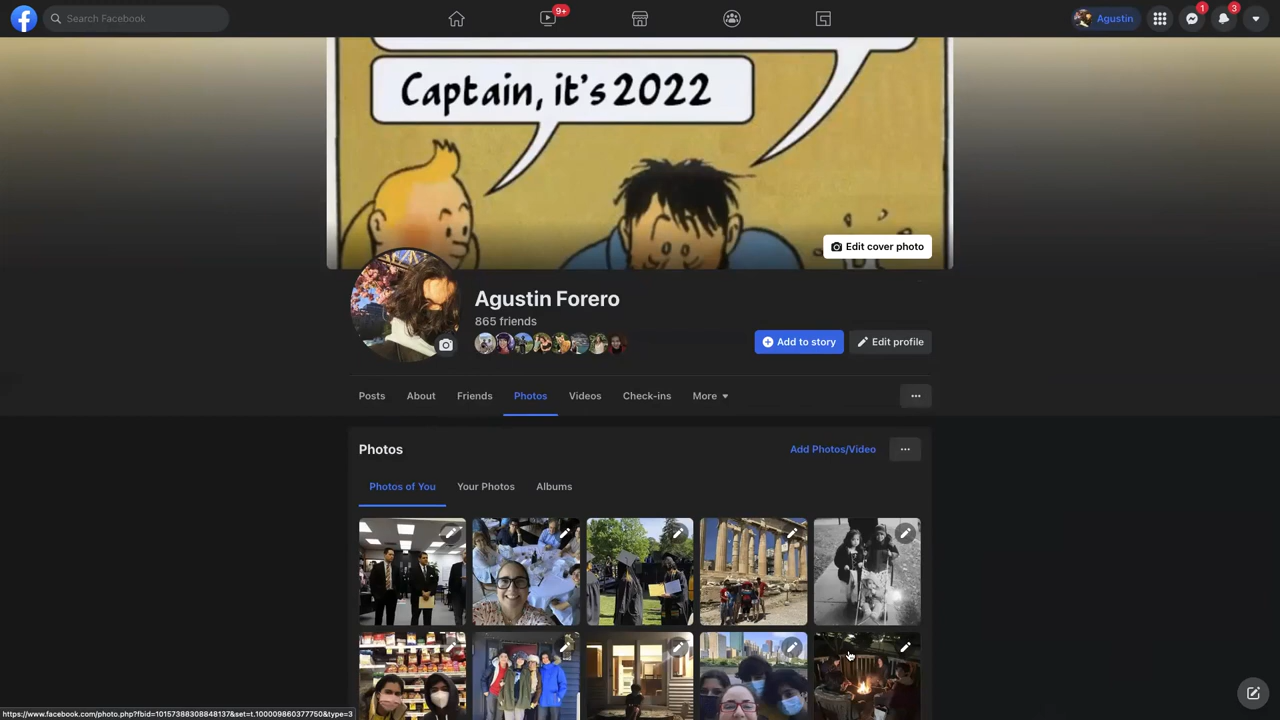 Search Facebook
9+
Agustin
1
3
Captain, it's 2022
Edit cover photo
Agustin Forero
865 friends
Add to story
Edit profile
Posts
About
Friends
Photos
Videos
Check-ins
More
Photos
Add Photos/Video
Photos of You
Your Photos
Albums
https://www.facebook.com/photo.php?fbid=10157388308848137&set=t.100009860377750&type=3